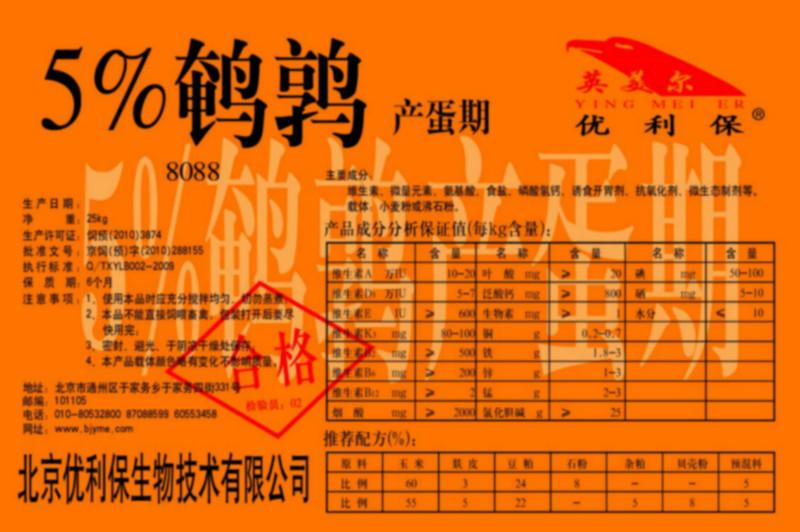 5%鹌鹑 产蛋期
8088
英美尔
YING MEI ER
优利保®
5%鹌鹑产蛋期
生产日期:
净 重: 25kg
生产许可证: 饲预(2010)3874
批准文号: 京饲(预)字(2010)288155
执行标准: Q/TXYLB002-2009
保 质 期: 6个月
注意事项: 1、使用本品时应充分搅拌均匀, 切勿蒸煮;
2、本品不能直接饲喂畜禽, 包装打开后要尽
快用完;
3、密封、避光、于阴凉干燥处保存;
4、本产品载体颜色略有变化不影响质量。
合格
检验员: 02
地址: 北京市通州区于家务乡于家务四街331号
邮编: 101105
电话: 010-80532800 87088599 60553458
网址: www.bjyme.com
北京优利保生物技术有限公司
主要成分:
维生素、微量元素、氨基酸、食盐、磷酸氢钙、诱食开胃剂、抗氧化剂、微生态制剂等。
载体: 小麦粉或沸石粉。
产品成分分析保证值(每kg含量):
名 称 含 量 名 称 含 量 名 称 含 量
维生素A 万IU 10-20 叶 酸 mg ≥ 20 碘 mg 50-100
维生素D₃ 万IU 5-7 泛酸钙 mg ≥ 800 硒 mg 5-10
维生素E IU ≥ 600 生物素 mg ≥ 1 水分 ≤ 10
维生素K₃ mg 80-100 铜 g 0.2-0.7
维生素B₂ mg ≥ 500 铁 g 1.8-3
维生素B₆ mg ≥ 200 锌 g 1-3
维生素B₁₂ mg ≥ 2 锰 g 2-3
烟 酸 mg ≥ 2000 氯化胆碱 g ≥ 25
推荐配方(%):
原 料 玉 米 麸 皮 豆 粕 石粉 杂粕 贝壳粉 预混料
比 例 60 3 24 8 - - 5
比 例 55 5 22 - 5 8 5